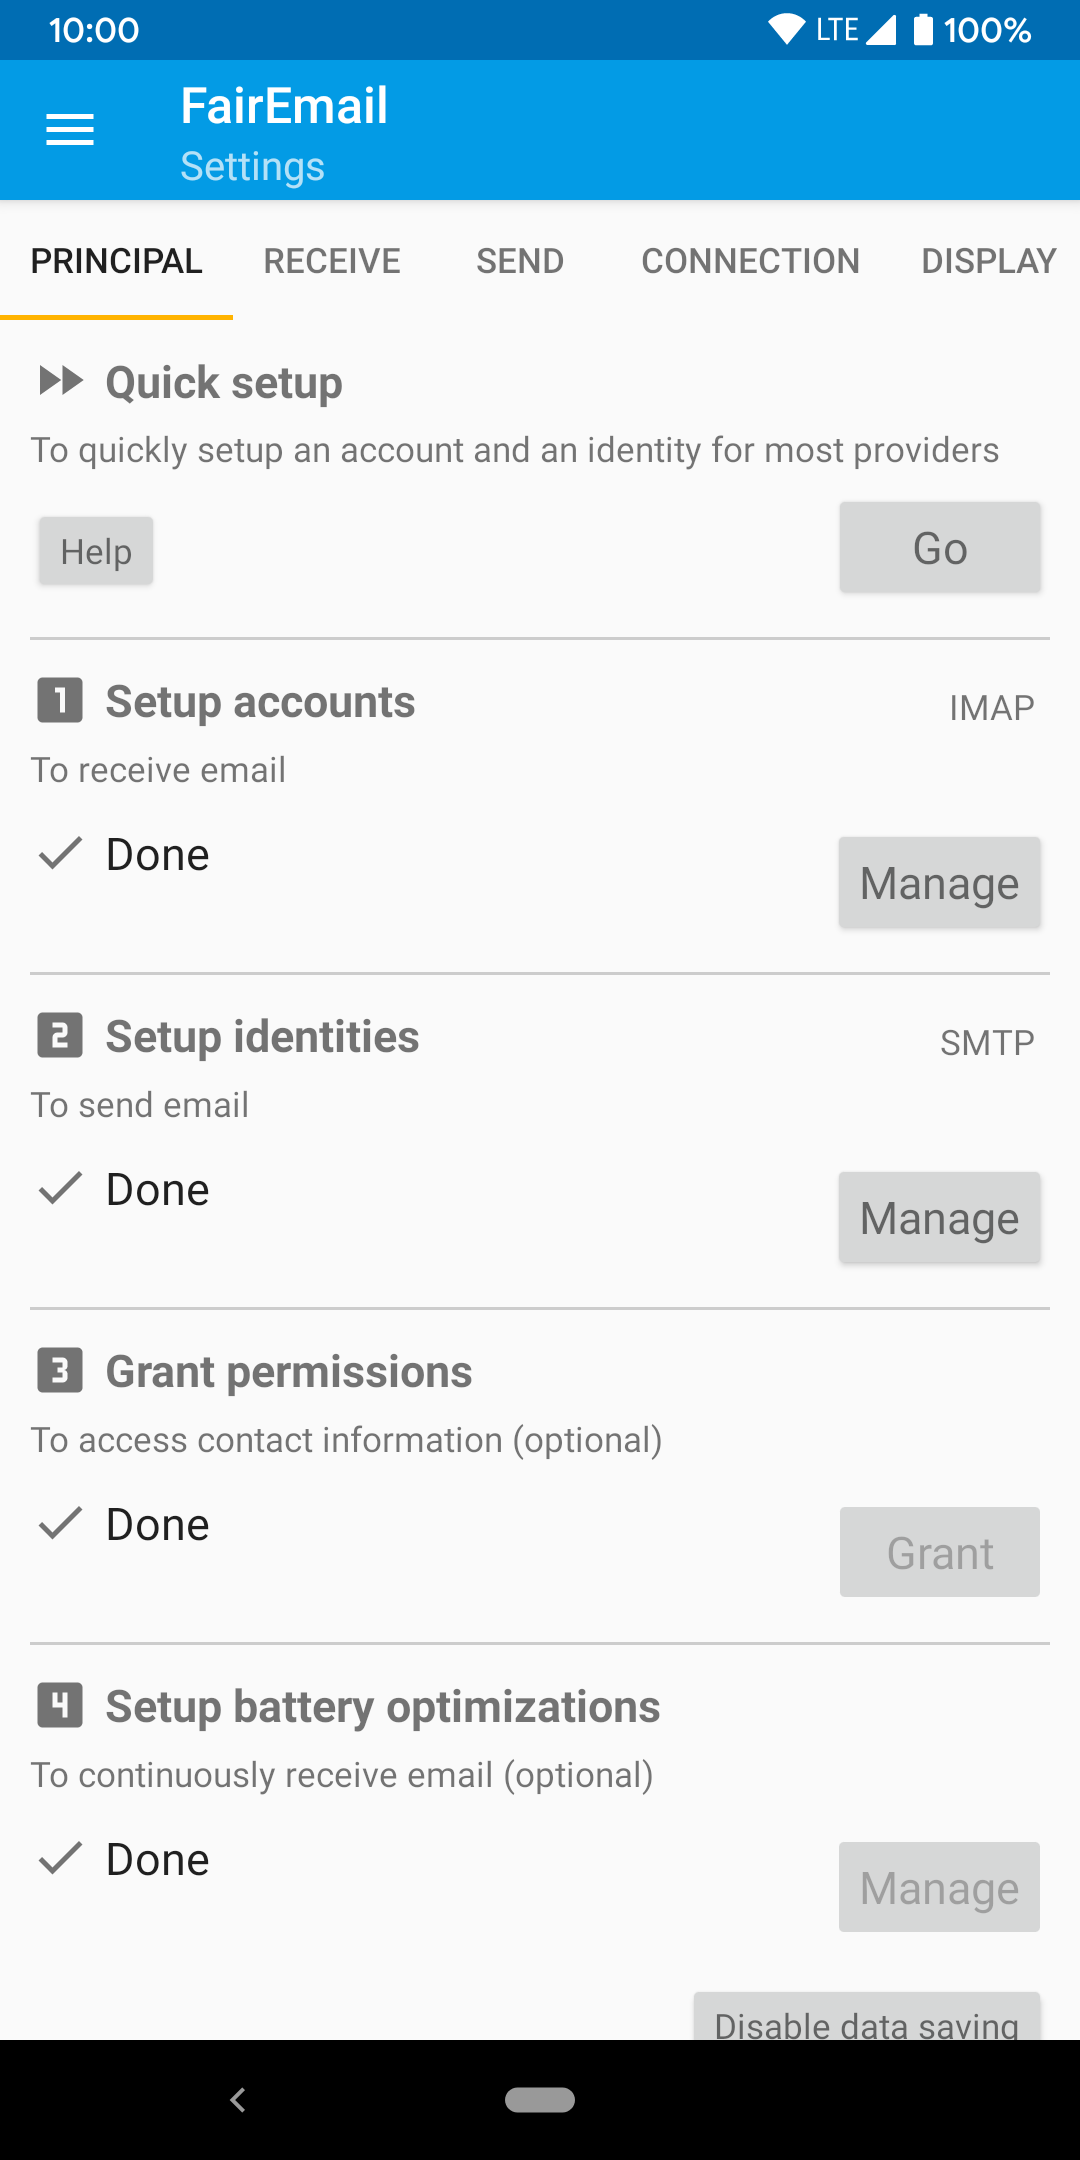 10:00 LTE 100%
FairEmail
Settings
PRINCIPAL RECEIVE SEND CONNECTION DISPLAY
Quick setup
To quickly setup an account and an identity for most providers
Help Go
1 Setup accounts IMAP
To receive email
Done
Manage
2 Setup identities SMTP
To send email
Done
Manage
3 Grant permissions
To access contact information (optional)
Done
Grant
4 Setup battery optimizations
To continuously receive email (optional)
Done
Manage
Disable data saving